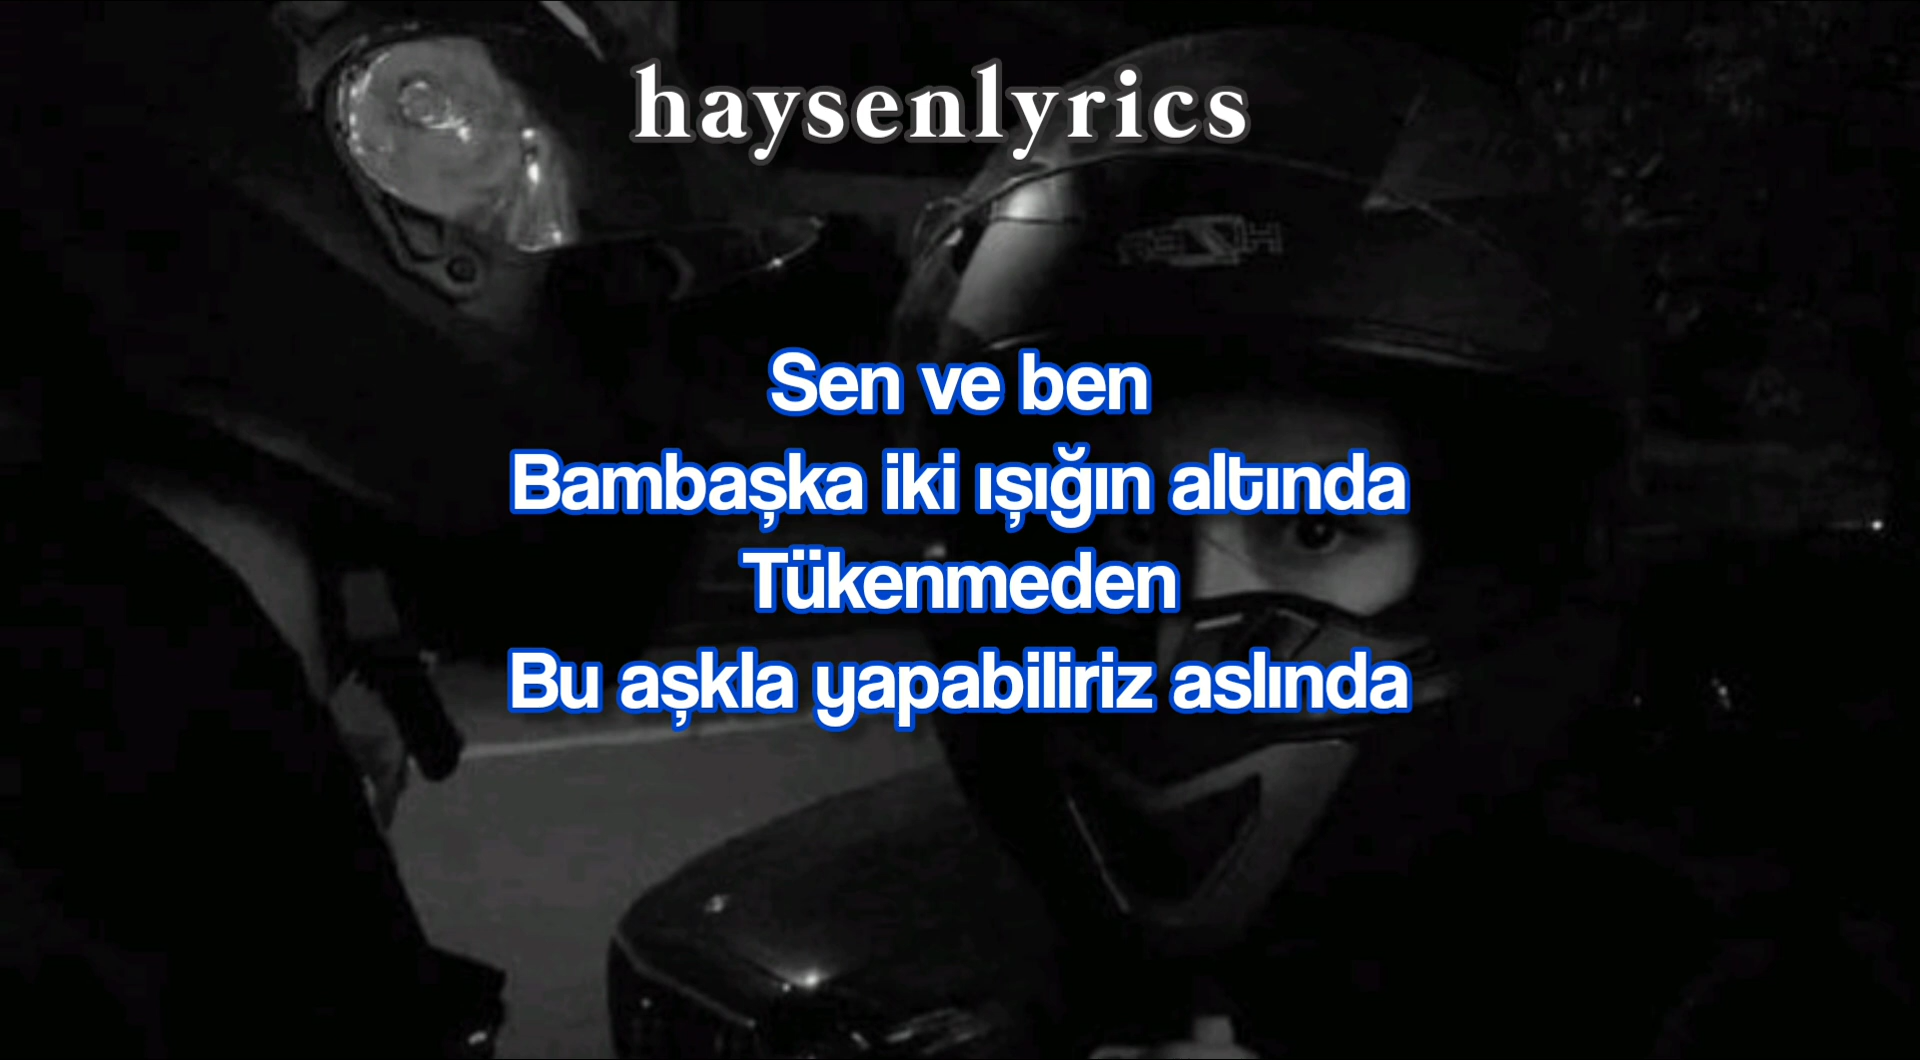 haysenlyrics
Sen ve ben
Bambaşka iki ışığın altında
Tükenmeden
Bu aşkla yapabiliriz aslında